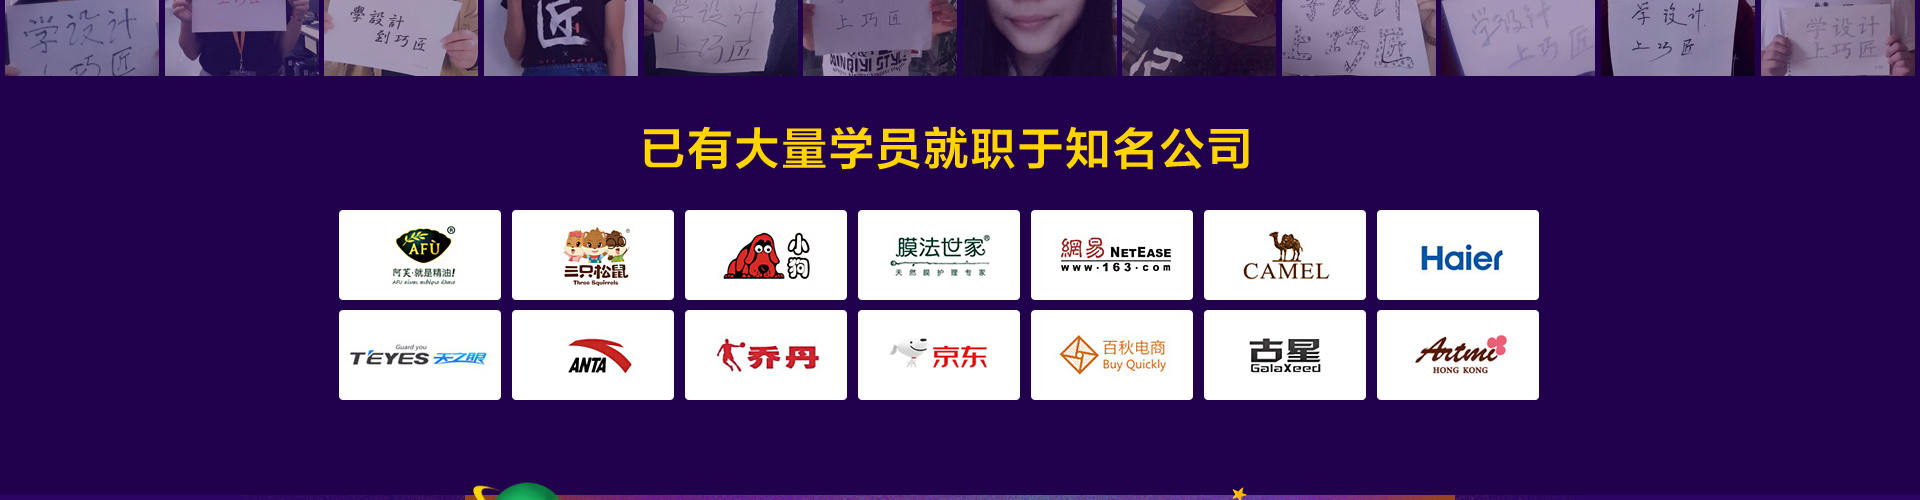 学设计
上巧匠
學設計
到巧匠
匠
学设计
上巧匠
上巧匠
学设计
上巧匠
学设计
上巧匠
学设计
上巧匠
学设计
上巧匠
已有大量学员就职于知名公司
AFÙ®
阿芙·就是精油!
三只松鼠
Three Squirrels
小狗
膜法世家®
天然膜护理专家
網易 NETEASE
www.163.com
CAMEL
Haier
Guard you
T'EYES 天之眼
ANTA
乔丹
京东
百秋电商
Buy Quickly
古星
GalaXeed
Artmi
HONG KONG